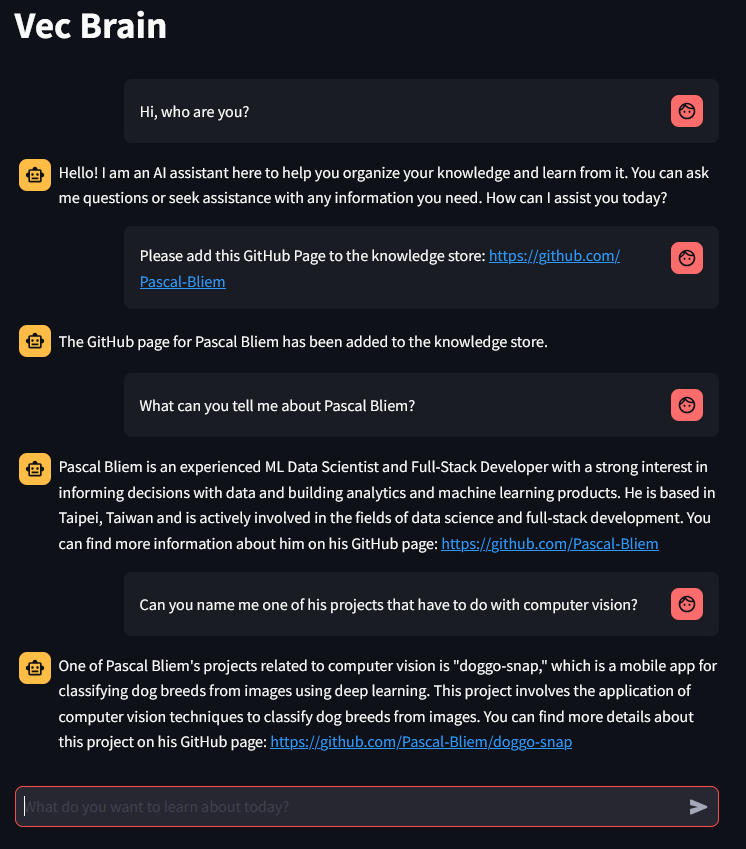 Vec Brain
Hi, who are you?
Hello! I am an AI assistant here to help you organize your knowledge and learn from it. You can ask
me questions or seek assistance with any information you need. How can I assist you today?
Please add this GitHub Page to the knowledge store: https://github.com/
Pascal-Bliem
The GitHub page for Pascal Bliem has been added to the knowledge store.
What can you tell me about Pascal Bliem?
Pascal Bliem is an experienced ML Data Scientist and Full-Stack Developer with a strong interest in
informing decisions with data and building analytics and machine learning products. He is based in
Taipei, Taiwan and is actively involved in the fields of data science and full-stack development. You
can find more information about him on his GitHub page: https://github.com/Pascal-Bliem
Can you name me one of his projects that have to do with computer vision?
One of Pascal Bliem's projects related to computer vision is "doggo-snap," which is a mobile app for
classifying dog breeds from images using deep learning. This project involves the application of
computer vision techniques to classify dog breeds from images. You can find more details about
this project on his GitHub page: https://github.com/Pascal-Bliem/doggo-snap
What do you want to learn about today?